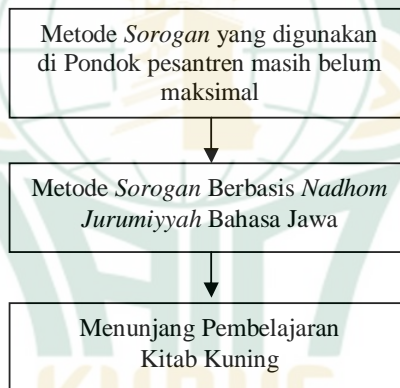 Metode Sorogan yang digunakan
di Pondok pesantren masih belum
maksimal
Metode Sorogan Berbasis Nadhom
Jurumiyyah Bahasa Jawa
Menunjang Pembelajaran
Kitab Kuning